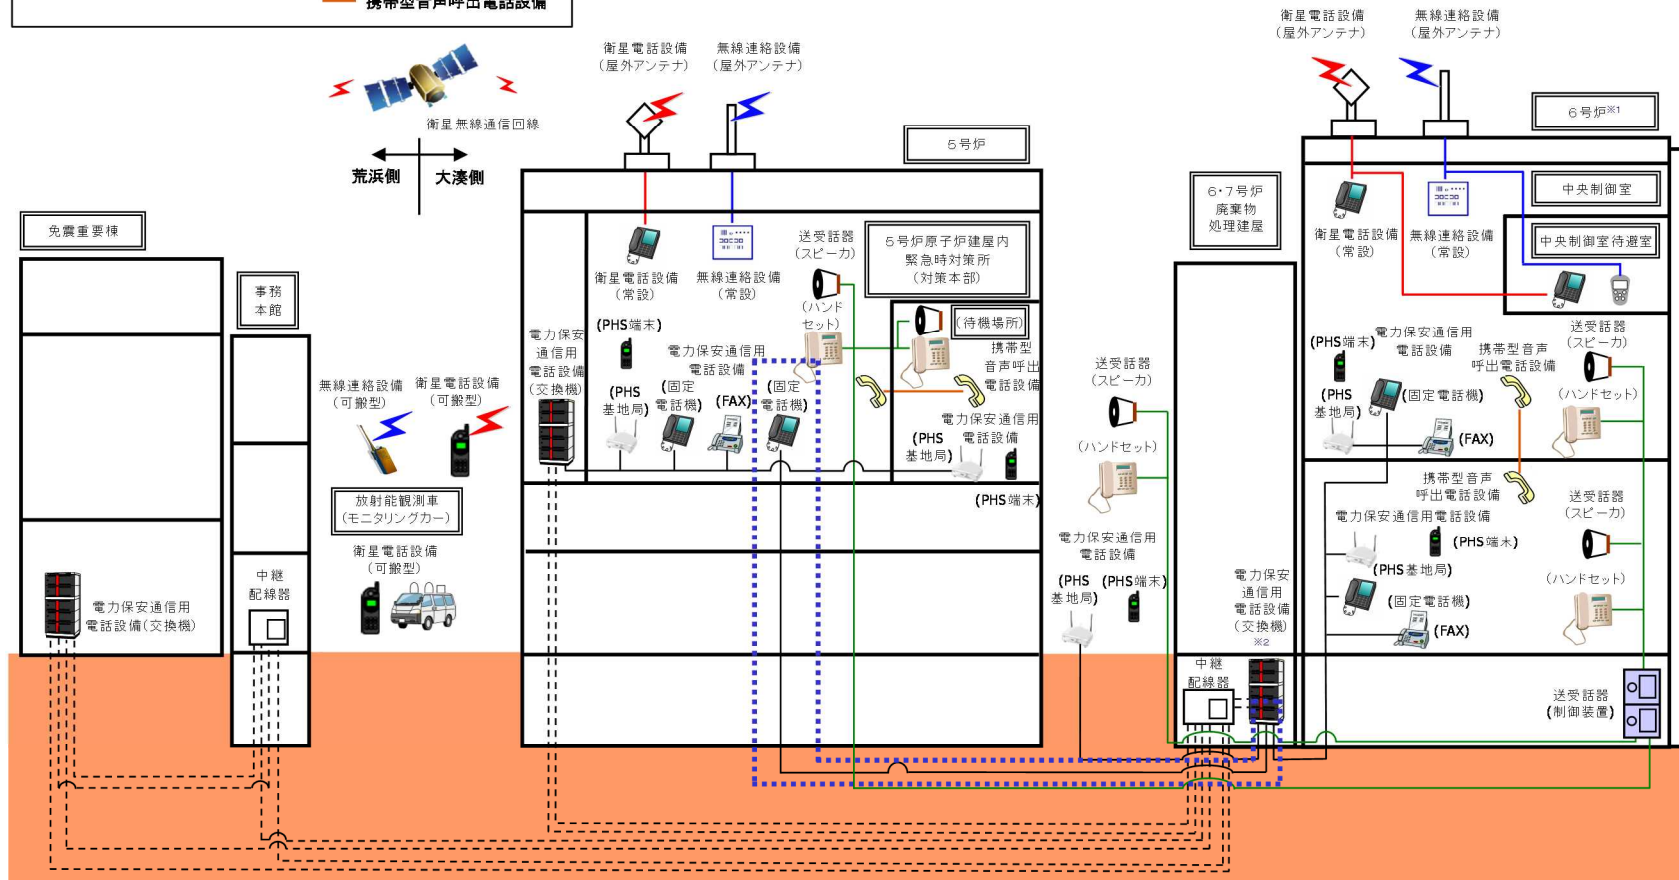 携帯型音声呼出電話設備
衛星無線通信回線
荒浜側
大湊側
免震重要棟
電力保安通信用
電話設備(交換機)
事務
本館
中継
配線器
無線連絡設備
(可搬型)
衛星電話設備
(可搬型)
放射能観測車
(モニタリングカー)
衛星電話設備
(可搬型)
衛星電話設備
(屋外アンテナ)
無線連絡設備
(屋外アンテナ)
5号炉
衛星電話設備
(常設)
無線連絡設備
(常設)
送受話器
(スピーカ)
5号炉原子炉建屋内
緊急時対策所
(対策本部)
(ハンド
セット)
(待機場所)
携帯型
音声呼出
電話設備
電力保安
通信用
電話設備
(交換機)
(PHS端末)
電力保安通信用
電話設備
(PHS
基地局)
(固定
電話機)
(FAX)
(固定
電話機)
電力保安通信用
電話設備
(PHS
基地局)
(PHS端末)
送受話器
(スピーカ)
(ハンドセット)
電力保安通信用
電話設備
(PHS
基地局)
(PHS端末)
6・7号炉
廃棄物
処理建屋
電力保安
通信用
電話設備
(交換機)
※2
中継
配線器
衛星電話設備
(屋外アンテナ)
無線連絡設備
(屋外アンテナ)
6号炉※1
中央制御室
衛星電話設備
(常設)
無線連絡設備
(常設)
中央制御室待避室
(PHS端末)
電力保安通信用
電話設備
(PHS
基地局)
(固定電話機)
(FAX)
携帯型音声
呼出電話設備
送受話器
(スピーカ)
(ハンドセット)
携帯型音声
呼出電話設備
送受話器
(スピーカ)
電力保安通信用電話設備
(PHS端末)
(PHS基地局)
(固定電話機)
(FAX)
(ハンドセット)
送受話器
(制御装置)